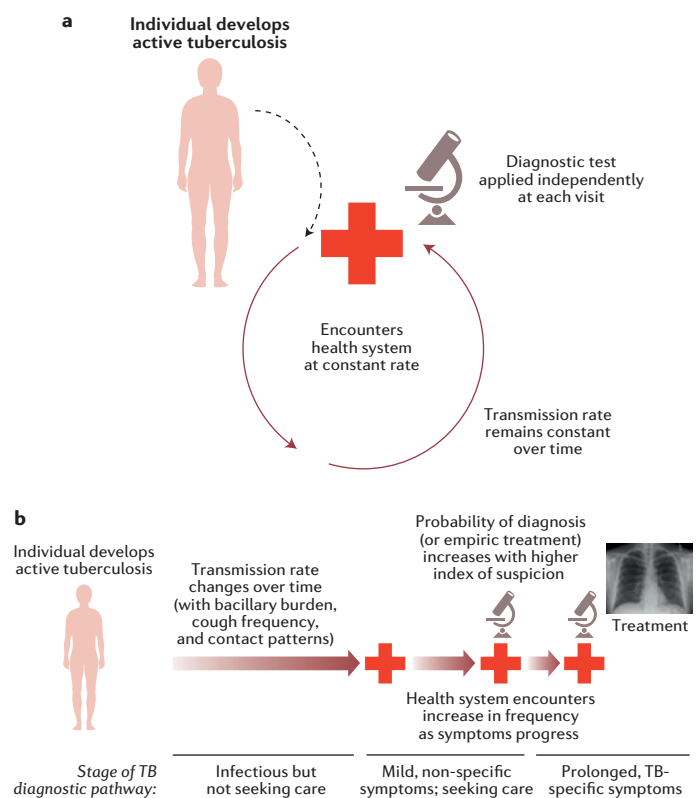 a
Individual develops
active tuberculosis
Diagnostic test
applied independently
at each visit
Encounters
health system
at constant rate
Transmission rate
remains constant
over time
b
Individual develops
active tuberculosis
Transmission rate
changes over time
(with bacillary burden,
cough frequency,
and contact patterns)
Probability of diagnosis
(or empiric treatment)
increases with higher
index of suspicion
Treatment
Health system encounters
increase in frequency
as symptoms progress
Stage of TB
diagnostic pathway:
Infectious but
not seeking care
Mild, non-specific
symptoms; seeking care
Prolonged, TB-
specific symptoms